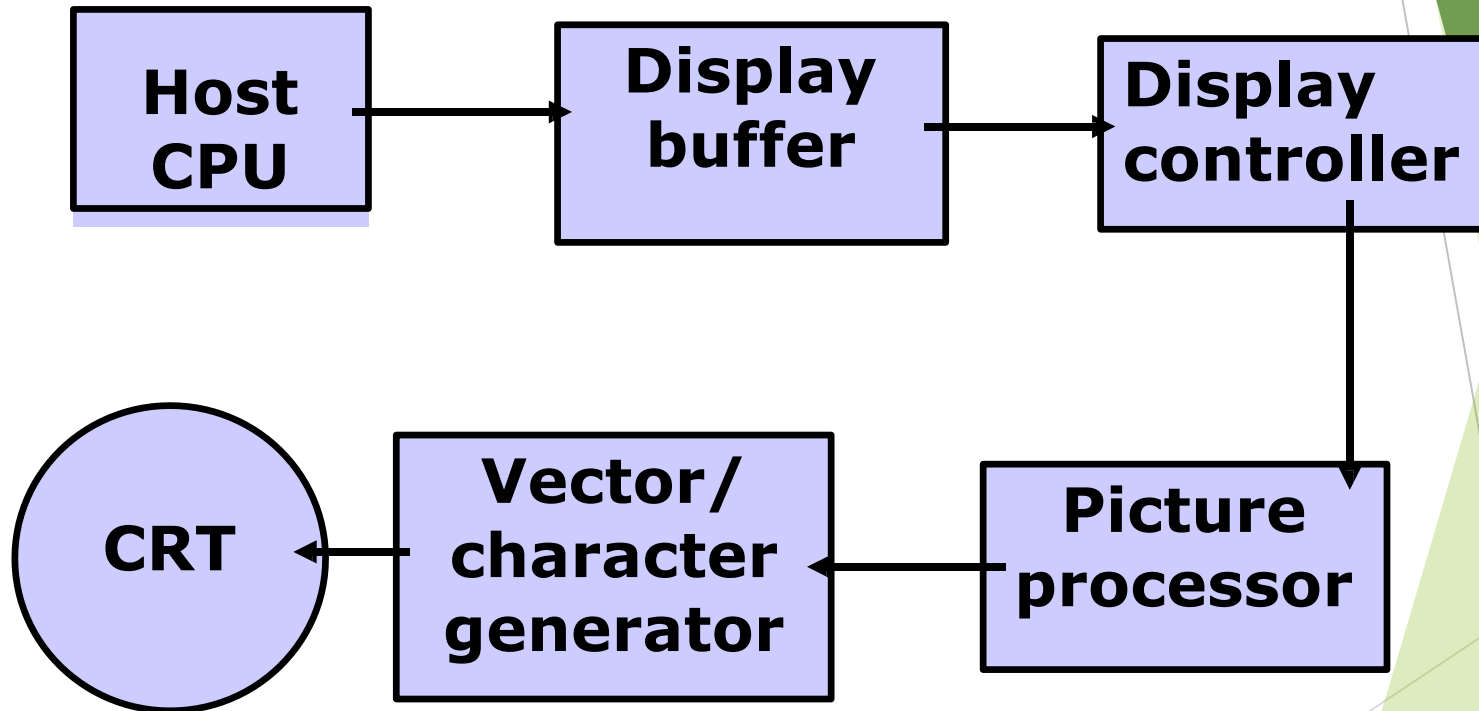 Host
CPU
Display
buffer
Display
controller
CRT
Vector/
character
generator
Picture
processor